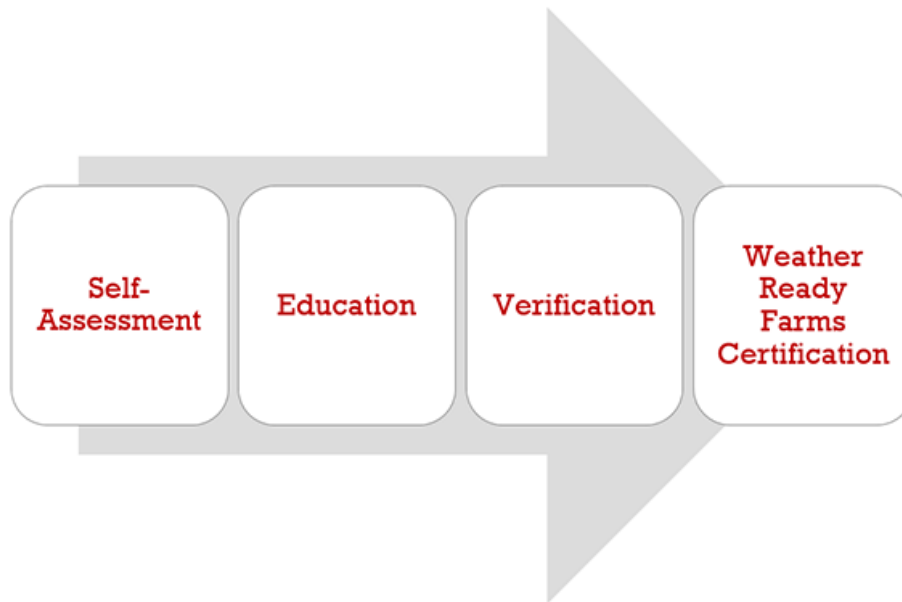 Self-
Assessment
Education
Verification
Weather
Ready
Farms
Certification